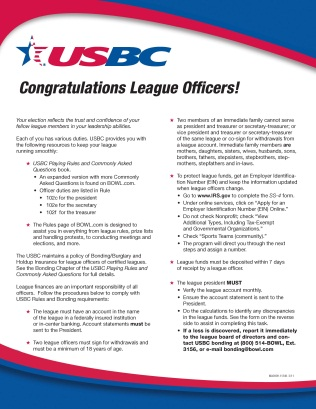 USBC
Congratulations League Officers!
Your election reflects the trust and confidence of your
fellow league members in your leadership abilities.
Each of you has various duties. USBC provides you with
the following resources to keep your league
running smoothly:
★ USBC Playing Rules and Commonly Asked
Questions book.
• An expanded version with more Commonly
Asked Questions is found on BOWL.com.
• Officer duties are listed in Rule
• 102c for the president
• 102e for the secretary
• 102f for the treasurer
★ The Rules page of BOWL.com is designed to
assist you in everything from league rules, prize lists
and handling protests, to conducting meetings and
elections, and more.
The USBC maintains a policy of Bonding/Burglary and
Holdup Insurance for league officers of certified leagues.
See the Bonding Chapter of the USBC Playing Rules and
Commonly Asked Questions for full details.
League finances are an important responsibility of all
officers. Follow the procedures below to comply with
USBC Rules and Bonding requirements:
★ The league must have an account in the name
of the league in a federal insured institution
or in-center banking. Account statements must be
sent to the President.
★ Two league officers must sign for withdrawals and
must be a minimum of 18 years of age.
★ Two members of an immediate family cannot serve
as president and treasurer or secretary-treasurer; or
vice president and treasurer or secretary-treasurer
of the same league or co-sign for withdrawals from
a league account. Immediate family members are
mothers, daughters, sisters, wives, husbands, sons,
brothers, fathers, stepsisters, stepbrothers, step-
mothers, stepfathers and in-laws.
★ To protect league funds, get an Employer Identifica-
tion Number (EIN) and keep the information updated
when league officers change.
• Go to www.IRS.gov to complete the SS-4 form.
• Under online services, click on "Apply for an
Employer Identification Number (EIN) Online."
• Do not check Nonprofit; check "View
Additional Types, Including Tax-Exempt
and Governmental Organizations."
• Check "Sports Teams (community)."
• The program will direct you through the next
steps and assign a number.
★ League funds must be deposited within 7 days
of receipt by a league officer.
★ The league president MUST
• Verify the league account monthly.
• Ensure the account statement is sent to the
President.
• Do the calculations to identify any discrepancies
in the league funds. See the form on the reverse
side to assist in completing this task.
• If a loss is discovered, report it immediately
to the league board of directors and con-
tact USBC bonding at (800) 514-BOWL, Ext.
3156, or e-mail bonding@bowl.com